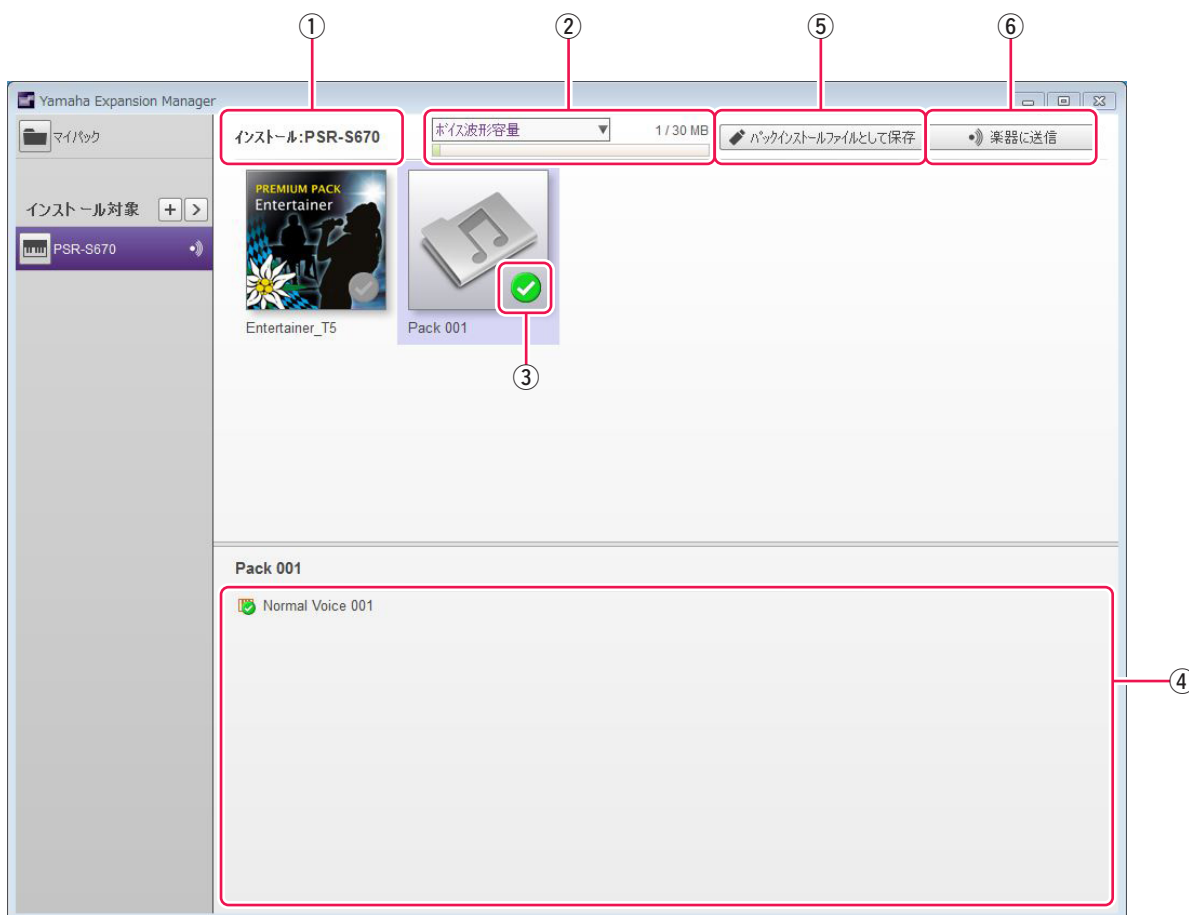 ① ② ⑤ ⑥
Yamaha Expansion Manager
マイパック
インストール:PSR-S670
ボイス波形容量 ▼ 1 / 30 MB
パックインストールファイルとして保存
楽器に送信
インストール対象 + >
PSR-S670
PREMIUM PACK
Entertainer
Entertainer_T5
Pack 001
③
Pack 001
Normal Voice 001
④